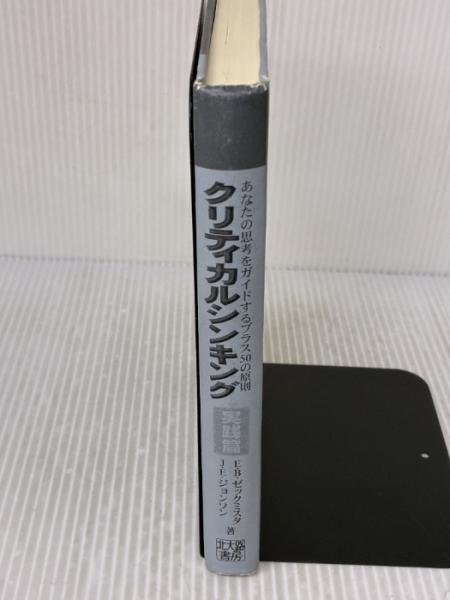 あなたの思考をガイドするプラス50の原則
クリティカルシンキング
実践篇
E・B・ゼックミスタ
J・E・ジョンソン
著
北大路
書房